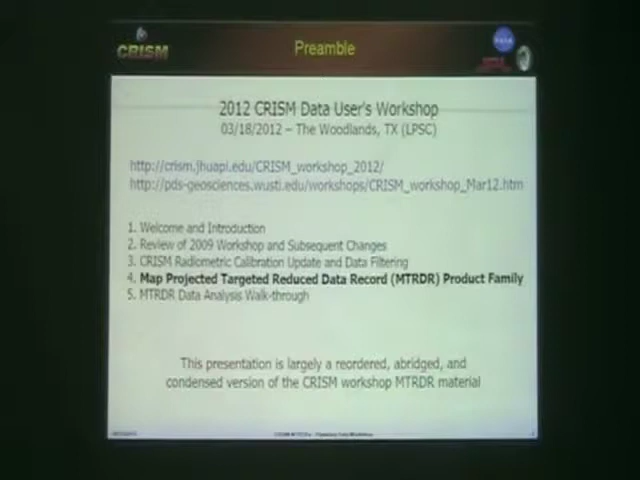 CRISM
Preamble
NASA
2012 CRISM Data User's Workshop
03/18/2012 – The Woodlands, TX (LPSC)
http://crism.jhuapl.edu/CRISM_workshop_2012/
http://pds-geosciences.wustl.edu/workshops/CRISM_workshop_Mar12.htm
1. Welcome and Introduction
2. Review of 2009 Workshop and Subsequent Changes
3. CRISM Radiometric Calibration Update and Data Filtering
4. Map Projected Targeted Reduced Data Record (MTRDR) Product Family
5. MTRDR Data Analysis Walk-through
This presentation is largely a reordered, abridged, and
condensed version of the CRISM workshop MTRDR material